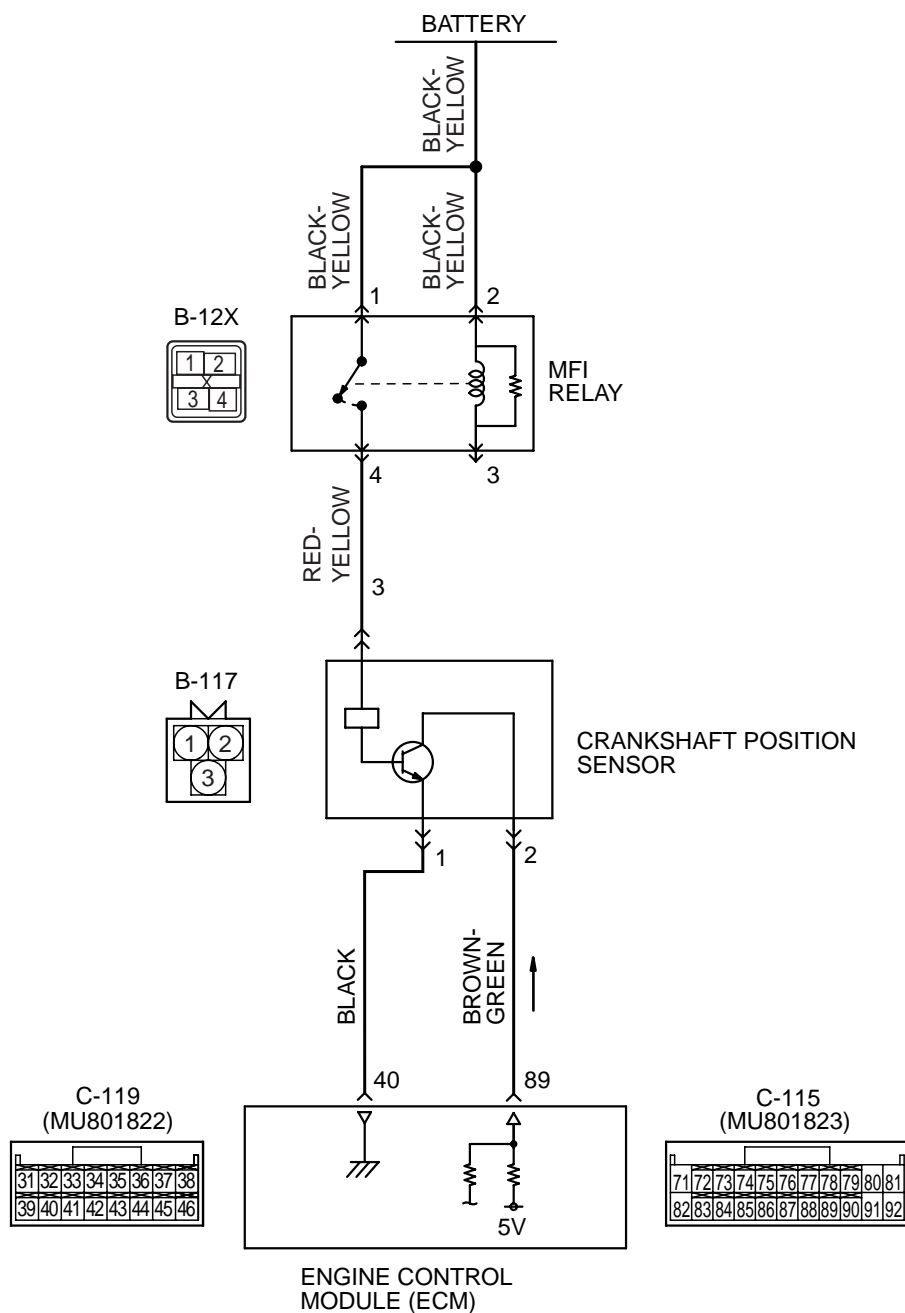 BATTERY
BLACK-
YELLOW
BLACK-
YELLOW
BLACK-
YELLOW
1
2
B-12X
1 2
X
3 4
MFI
RELAY
4
3
RED-
YELLOW
3
B-117
1 2
3
CRANKSHAFT POSITION
SENSOR
1
2
BLACK
BROWN-
GREEN
40
89
C-119
(MU801822)
31 32 33 34 35 36 37 38
39 40 41 42 43 44 45 46
5V
C-115
(MU801823)
71 72 73 74 75 76 77 78 79 80 81
82 83 84 85 86 87 88 89 90 91 92
ENGINE CONTROL
MODULE (ECM)